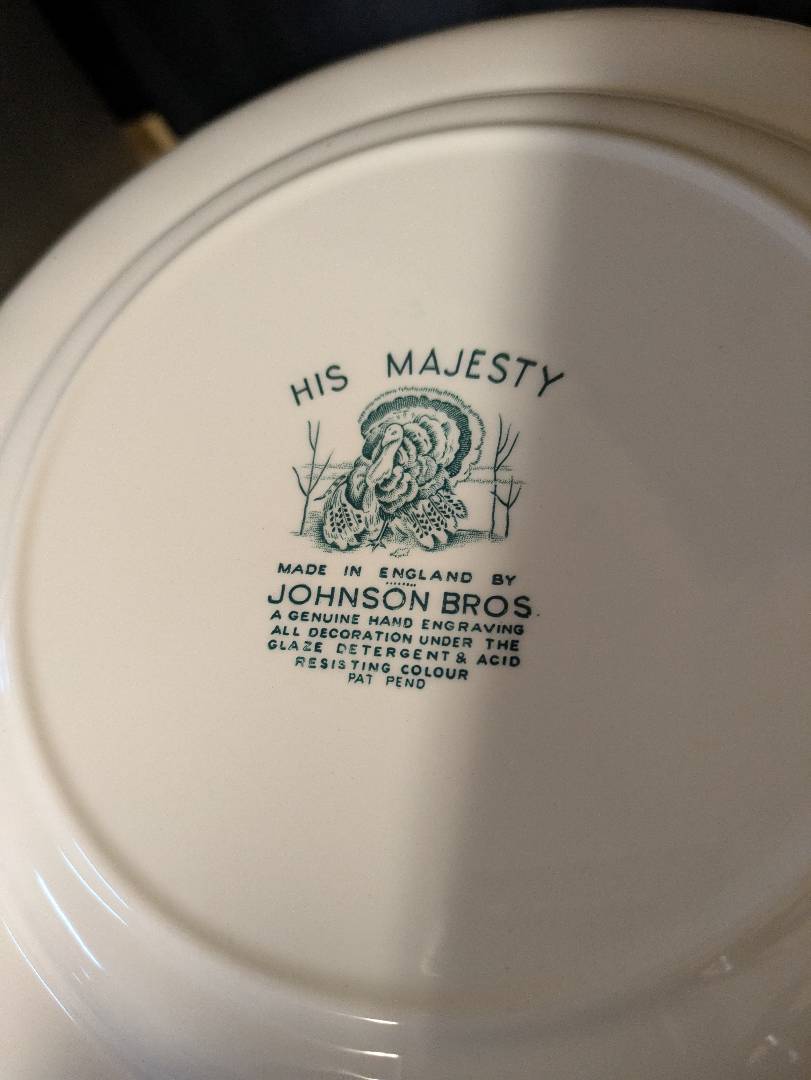 HIS MAJESTY
MADE IN ENGLAND BY
JOHNSON BROS.
A GENUINE HAND ENGRAVING
ALL DECORATION UNDER THE
GLAZE DETERGENT & ACID
RESISTING COLOUR
PAT PEND